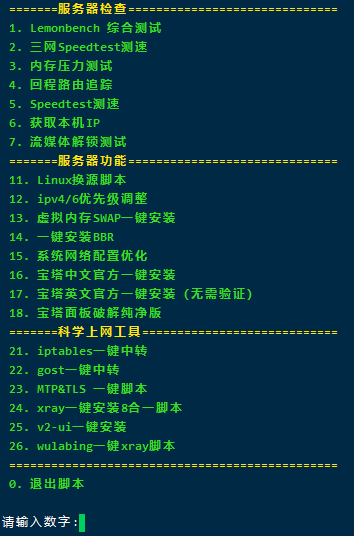 =======服务器检查==============================
1. Lemonbench 综合测试
2. 三网Speedtest测速
3. 内存压力测试
4. 回程路由追踪
5. Speedtest测速
6. 获取本机IP
7. 流媒体解锁测试
=======服务器功能==============================
11. Linux换源脚本
12. ipv4/6优先级调整
13. 虚拟内存SWAP一键安装
14. 一键安装BBR
15. 系统网络配置优化
16. 宝塔中文官方一键安装
17. 宝塔英文官方一键安装 (无需验证)
18. 宝塔面板破解纯净版
=======科学上网工具============================
21. iptables一键中转
22. gost一键中转
23. MTP&TLS 一键脚本
24. xray一键安装8合一脚本
25. v2-ui一键安装
26. wulabing一键xray脚本
===============================================
0. 退出脚本
请输入数字: